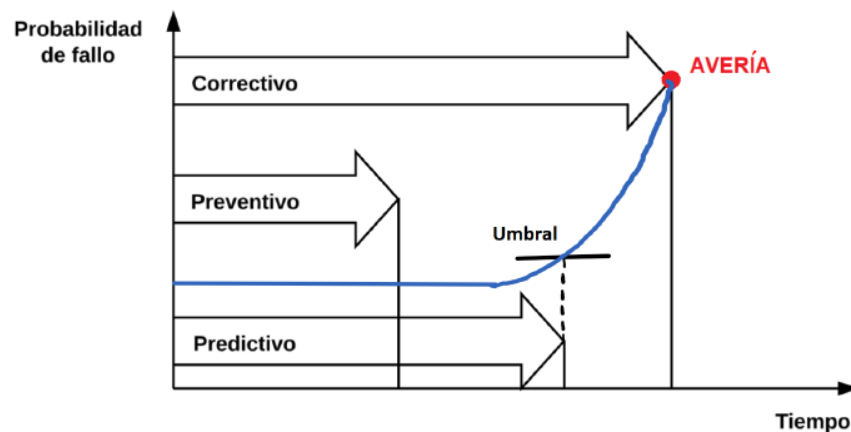 Probabilidad
de fallo
AVERÍA
Correctivo
Preventivo
Umbral
Predictivo
Tiempo